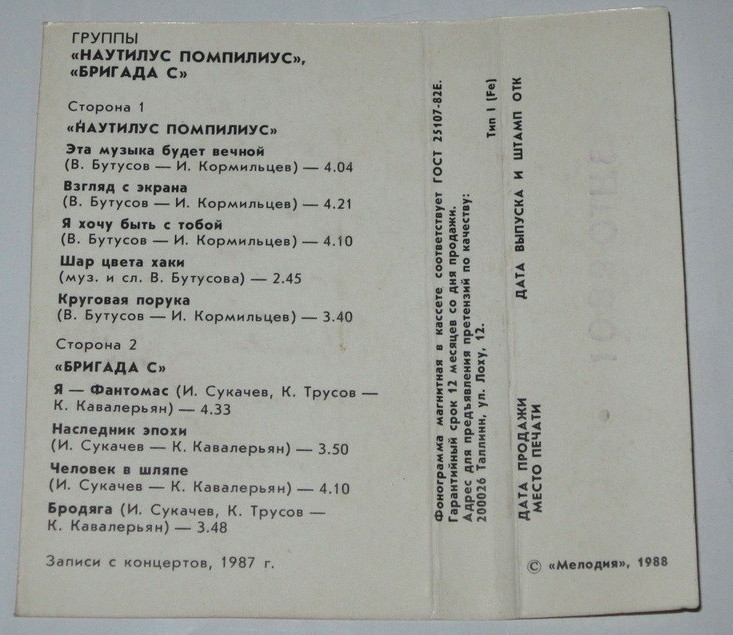 ГРУППЫ
«НАУТИЛУС ПОМПИЛИУС»,
«БРИГАДА С»
Сторона 1
«НАУТИЛУС ПОМПИЛИУС»
Эта музыка будет вечной
(В. Бутусов — И. Кормильцев) — 4.04
Взгляд с экрана
(В. Бутусов — И. Кормильцев) — 4.21
Я хочу быть с тобой
(В. Бутусов — И. Кормильцев) — 4.10
Шар цвета хаки
(муз. и сл. В. Бутусова) — 2.45
Круговая порука
(В. Бутусов — И. Кормильцев) — 3.40
Сторона 2
«БРИГАДА С»
Я — Фантомас (И. Сукачев, К. Трусов —
К. Кавалерьян) — 4.33
Наследник эпохи
(И. Сукачев — К. Кавалерьян) — 3.50
Человек в шляпе
(И. Сукачев — К. Кавалерьян) — 4.10
Бродяга (И. Сукачев, К. Трусов —
К. Кавалерьян) — 3.48
Записи с концертов, 1987 г.
Фонограмма магнитная в кассете соответствует ГОСТ 25107-82Е.
Гарантийный срок 12 месяцев со дня продажи.
Адрес для предъявления претензий по качеству:
200026 Таллинн, ул. Лоху, 12.
Тип I (Fe)
ДАТА ВЫПУСКА И ШТАМП ОТК
ДАТА ПРОДАЖИ
МЕСТО ПЕЧАТИ
© «Мелодия», 1988